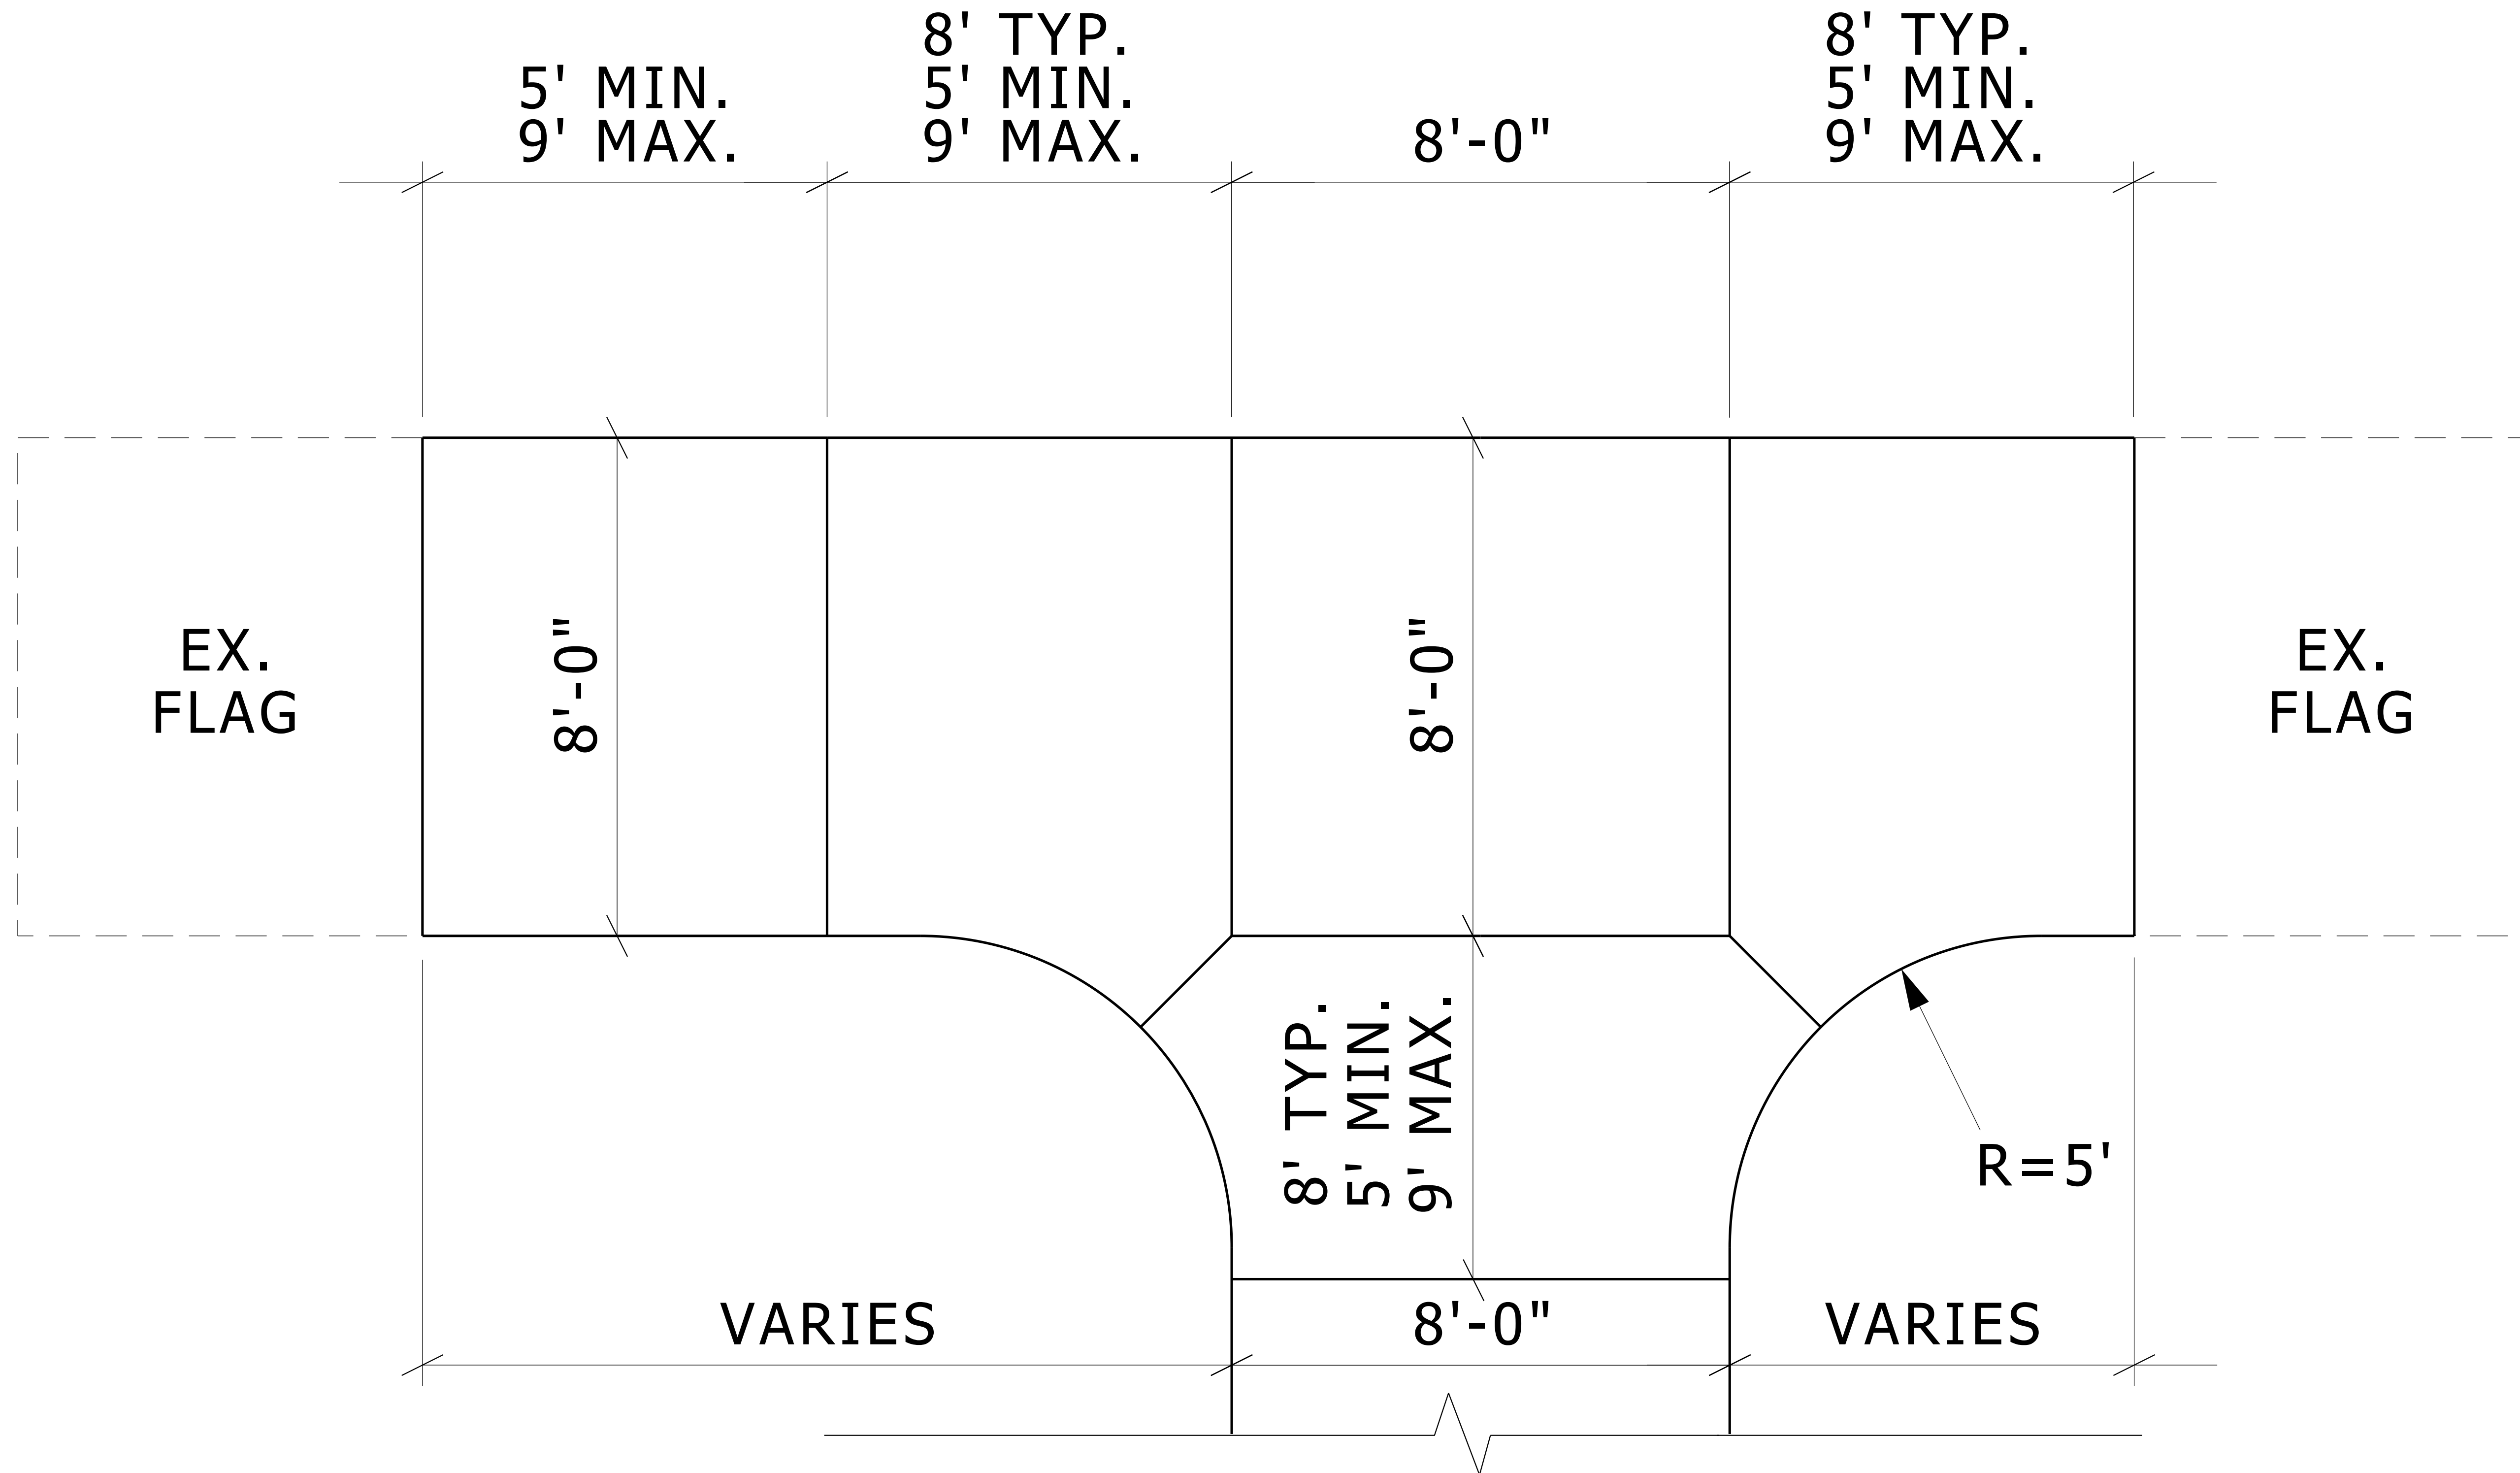 5' MIN.
9' MAX.
8' TYP.
5' MIN.
9' MAX.
8'-0"
8' TYP.
5' MIN.
9' MAX.
EX.
FLAG
8'-0"
8'-0"
EX.
FLAG
8' TYP.
5' MIN.
9' MAX.
R=5'
VARIES
8'-0"
VARIES